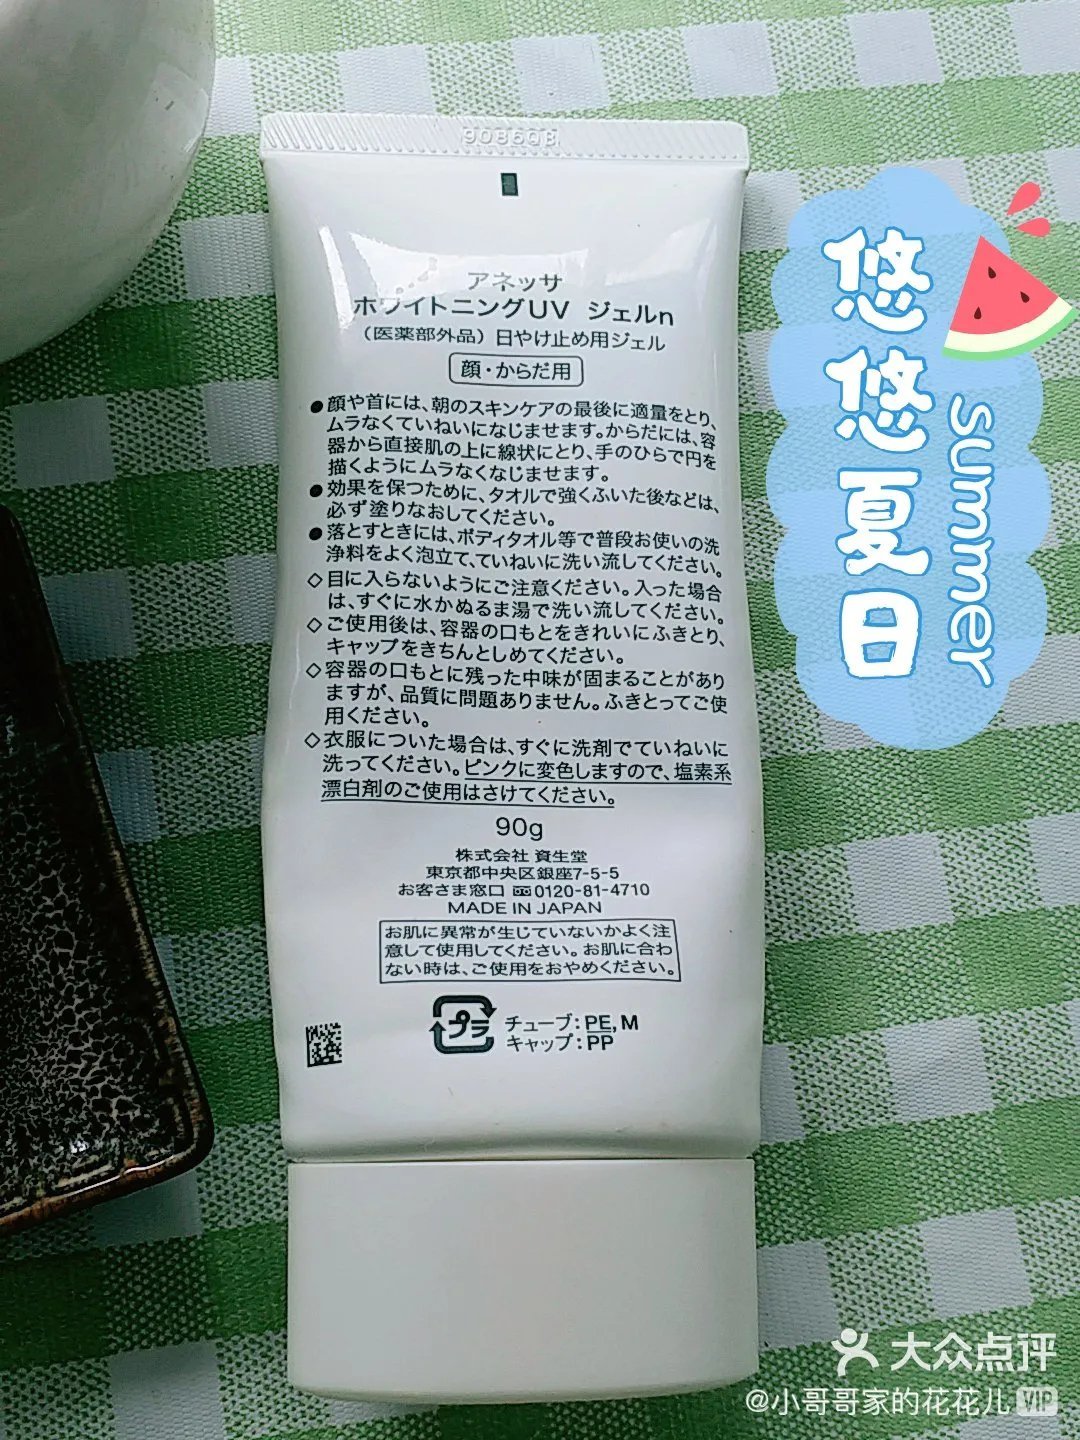 9086QB
アネッサ
ホワイトニングUV ジェルn
（医薬部外品）日やけ止め用ジェル
顔・からだ用
●顔や首には、朝のスキンケアの最後に適量をとり、
ムラなくていねいになじませます。からだには、容
器から直接肌の上に線状にとり、手のひらで円を
描くようにムラなくなじませます。
●効果を保つために、タオルで強くふいた後などは、
必ず塗りなおしてください。
●落とすときには、ボディタオル等で普段お使いの洗
浄料をよく泡立て、ていねいに洗い流してください。
◇目に入らないようにご注意ください。入った場合
は、すぐに水かぬるま湯で洗い流してください。
◇ご使用後は、容器の口もとをきれいにふきとり、
キャップをきちんとしめてください。
◇容器の口もとに残った中味が固まることがあり
ますが、品質に問題ありません。ふきとってご使
用ください。
◇衣服についた場合は、すぐに洗剤でていねいに
洗ってください。ピンクに変色しますので、塩素系
漂白剤のご使用はさけてください。
90g
株式会社 資生堂
東京都中央区銀座7-5-5
お客さま窓口 0120-81-4710
MADE IN JAPAN
お肌に異常が生じていないかよく注
意して使用してください。お肌に合わ
ない時は、ご使用をおやめください。
プラ
チューブ：PE, M
キャップ：PP
悠悠夏日
summer
大众点评
@小哥哥家的花花儿 VIP